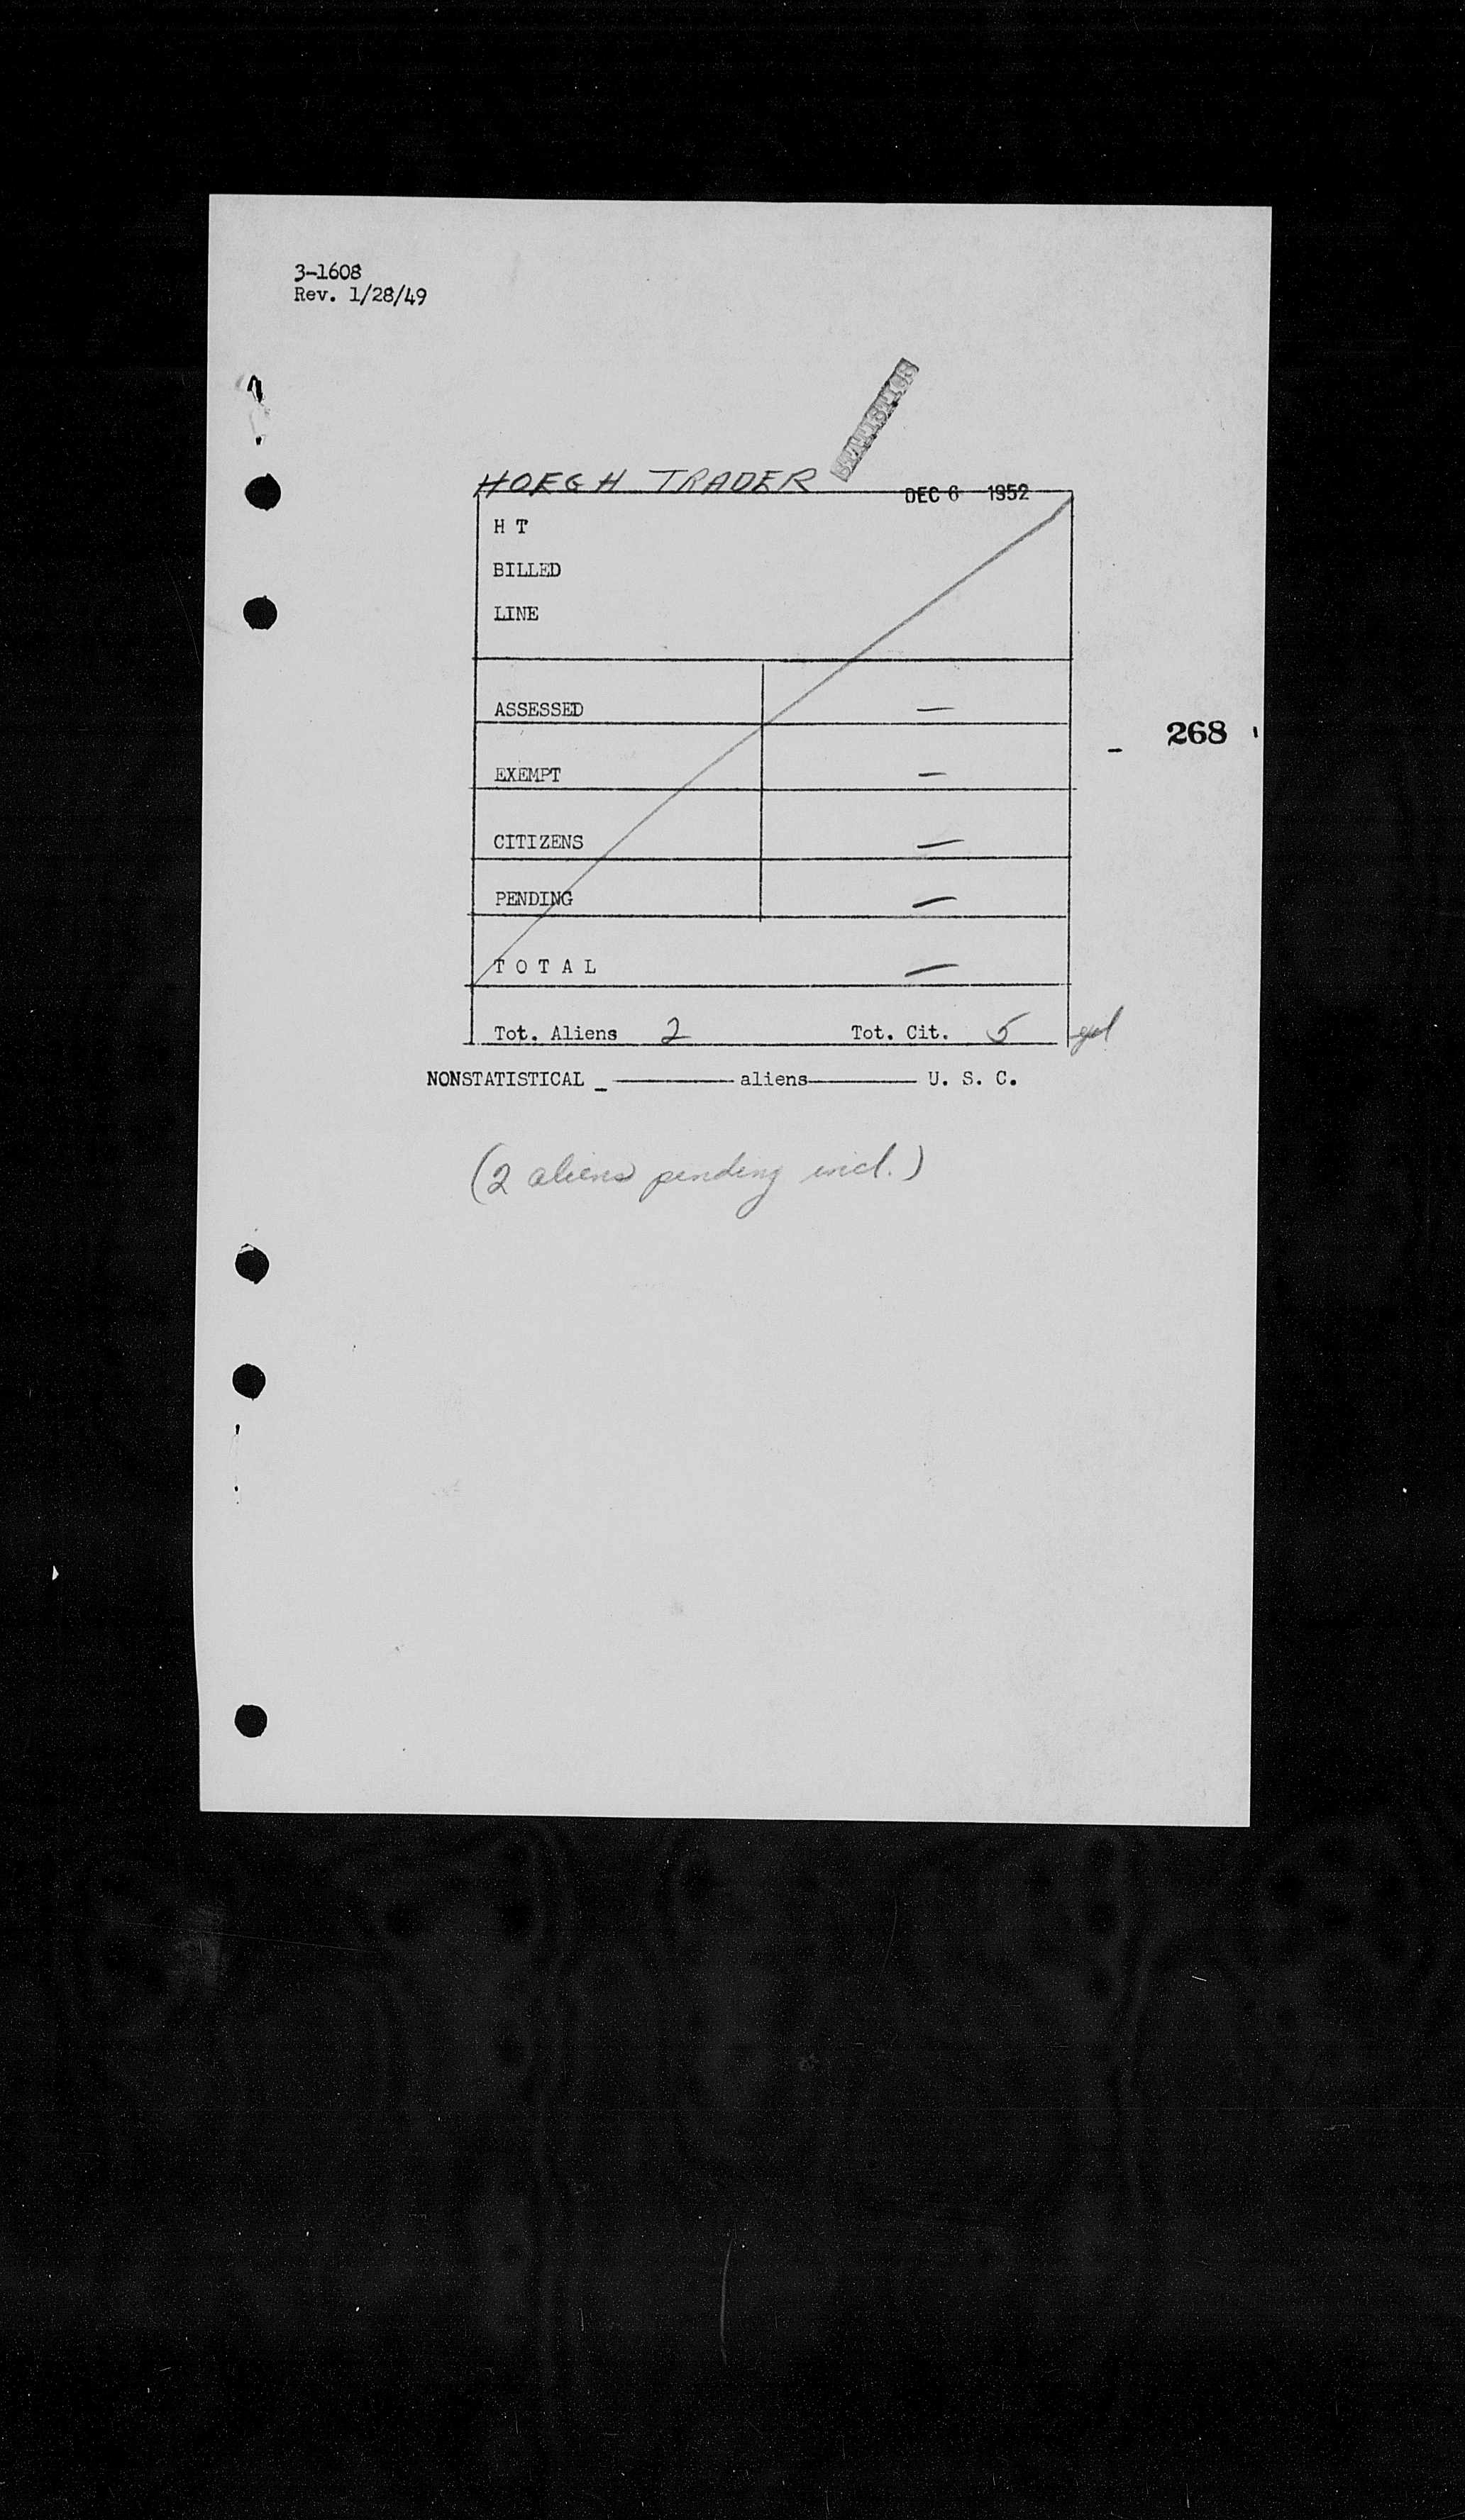 3-1608
Rev. 1/28/49
STATISTICS
HOEGH TRADER DEC 6 1952
H T
BILLED
LINE
ASSESSED —
EXEMPT —
268
CITIZENS —
PENDING —
T O T A L —
Tot. Aliens 2 Tot. Cit. 5
NONSTATISTICAL _ ———— aliens ———— U. S. C.
(2 aliens pending incl.)